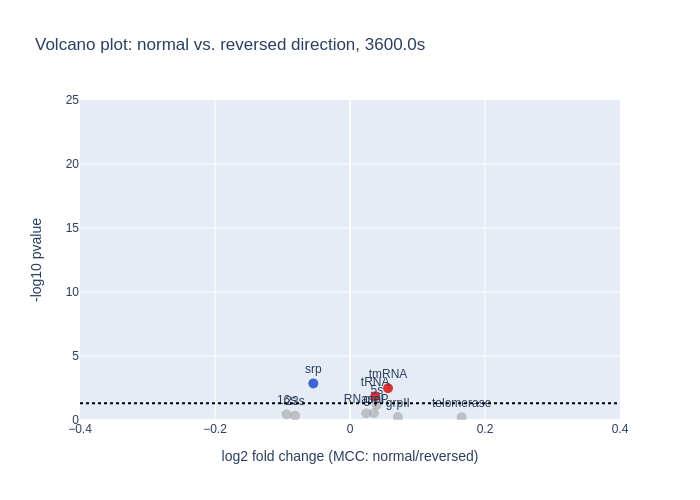 Volcano plot: normal vs. reversed direction, 3600.0s
25
20
15
10
5
0
-log10 pvalue
srp
tmRNA
tRNA
5s
16s
23s
RNaseP
grpII
telomerase
−0.4
−0.2
0
0.2
0.4
log2 fold change (MCC: normal/reversed)